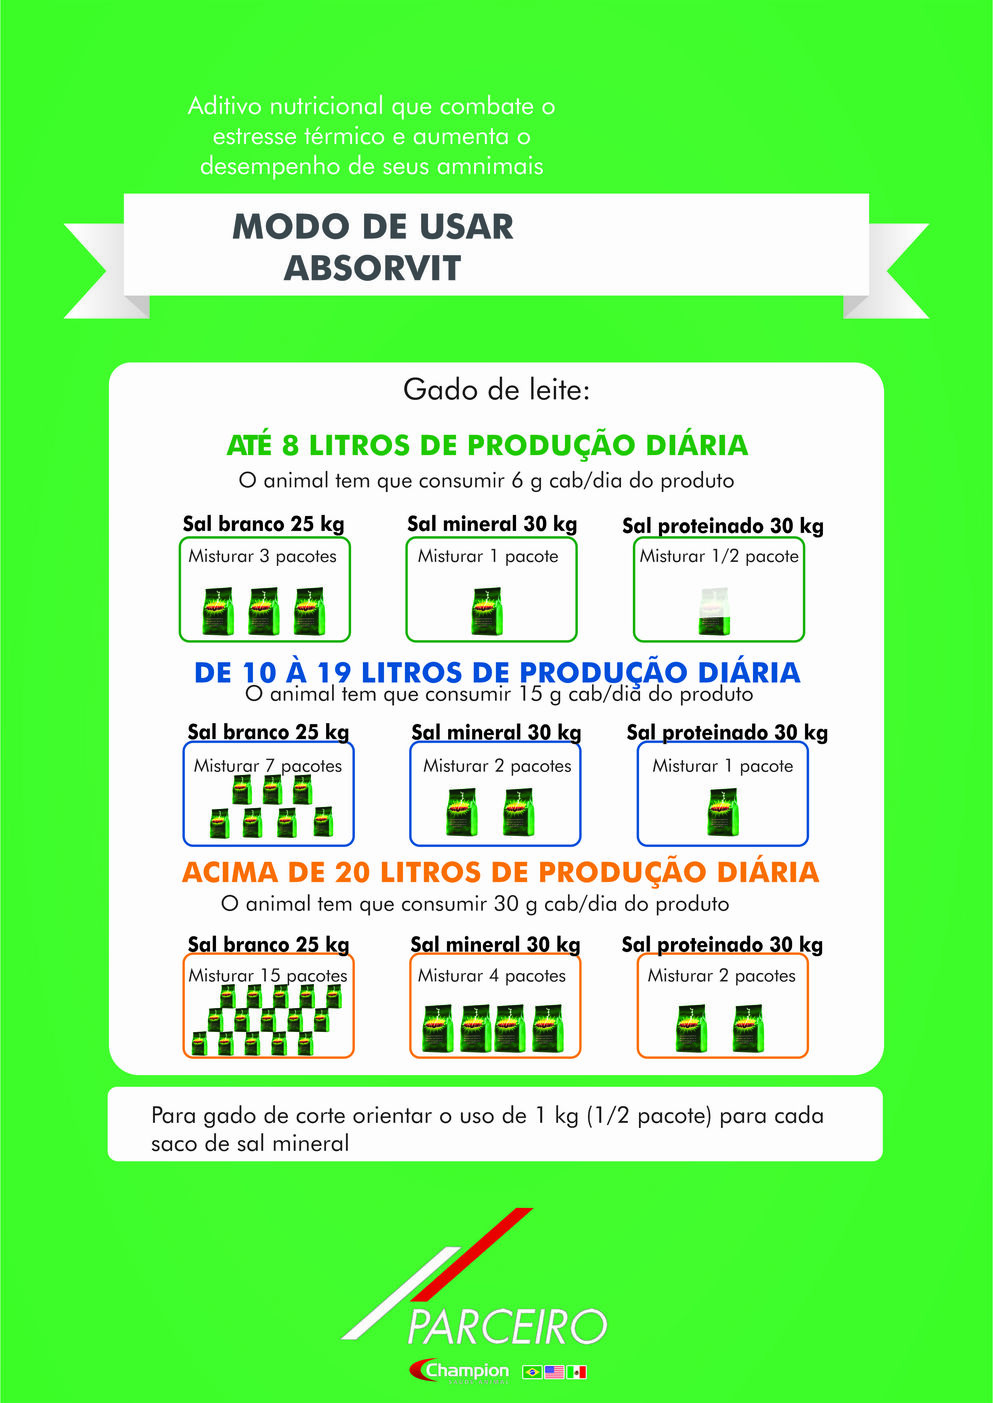 Aditivo nutricional que combate o
estresse térmico e aumenta o
desempenho de seus amnimais
MODO DE USAR
ABSORVIT
Gado de leite:
ATÉ 8 LITROS DE PRODUÇÃO DIÁRIA
O animal tem que consumir 6 g cab/dia do produto
Sal branco 25 kg
Sal mineral 30 kg
Sal proteinado 30 kg
Misturar 3 pacotes
Misturar 1 pacote
Misturar 1/2 pacote
DE 10 À 19 LITROS DE PRODUÇÃO DIÁRIA
O animal tem que consumir 15 g cab/dia do produto
Sal branco 25 kg
Sal mineral 30 kg
Sal proteinado 30 kg
Misturar 7 pacotes
Misturar 2 pacotes
Misturar 1 pacote
ACIMA DE 20 LITROS DE PRODUÇÃO DIÁRIA
O animal tem que consumir 30 g cab/dia do produto
Sal branco 25 kg
Sal mineral 30 kg
Sal proteinado 30 kg
Misturar 15 pacotes
Misturar 4 pacotes
Misturar 2 pacotes
Para gado de corte orientar o uso de 1 kg (1/2 pacote) para cada
saco de sal mineral
PARCEIRO
Champion